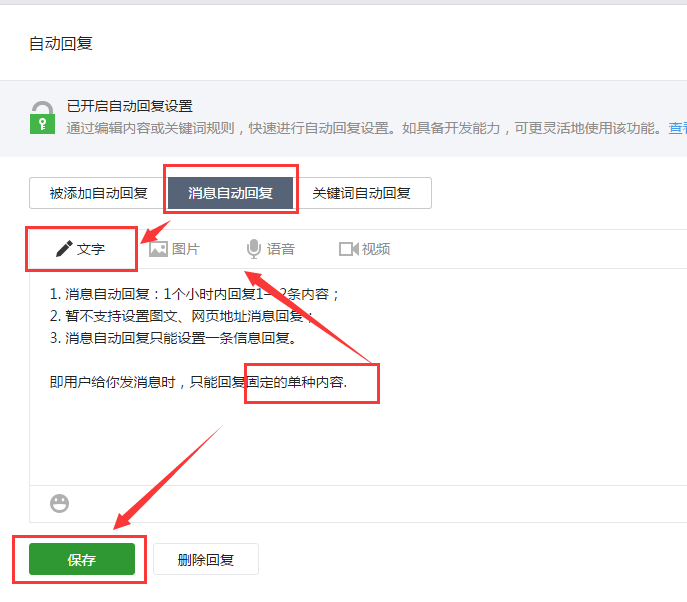 自动回复
已开启自动回复设置
通过编辑内容或关键词规则，快速进行自动回复设置。如具备开发能力，可更灵活地使用该功能。查看
被添加自动回复 消息自动回复 关键词自动回复
文字 图片 语音 视频
1. 消息自动回复：1个小时内回复1—2条内容；
2. 暂不支持设置图文、网页地址消息回复；
3. 消息自动回复只能设置一条信息回复。
即用户给你发消息时，只能回复固定的单种内容.
保存 删除回复